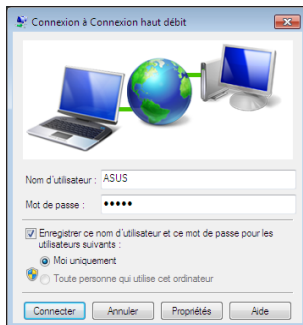 Connexion à Connexion haut débit
Nom d'utilisateur : ASUS
Mot de passe : •••••
Enregistrer ce nom d'utilisateur et ce mot de passe pour les
utilisateurs suivants :
Moi uniquement
Toute personne qui utilise cet ordinateur
Connecter Annuler Propriétés Aide